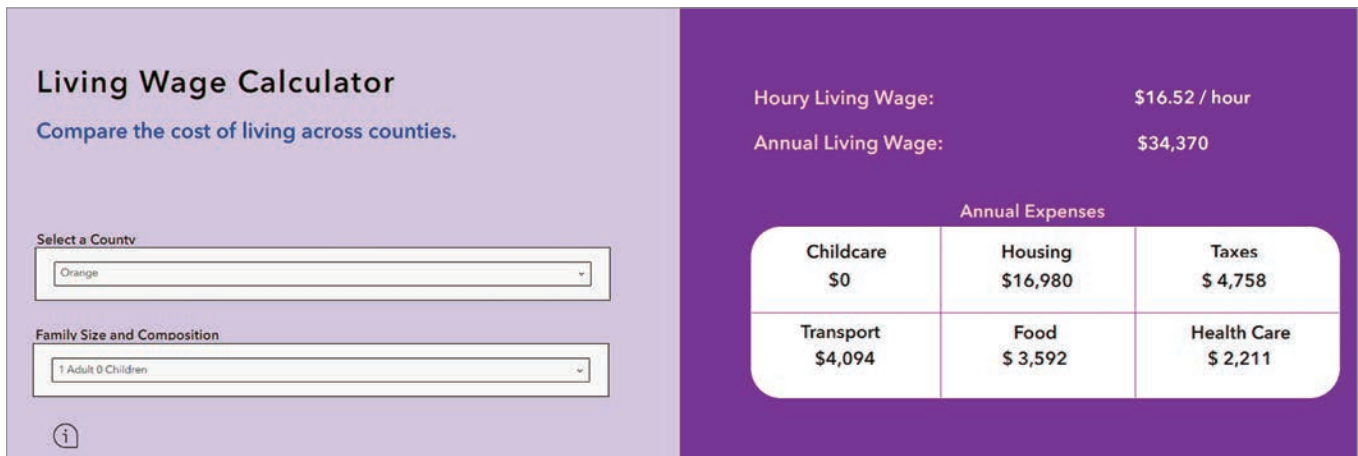 Living Wage Calculator
Compare the cost of living across counties.
Select a County
Orange
Family Size and Composition
1 Adult 0 Children
Houry Living Wage: $16.52 / hour
Annual Living Wage: $34,370
Annual Expenses
Childcare Housing Taxes
$0 $16,980 $ 4,758
Transport Food Health Care
$4,094 $ 3,592 $ 2,211